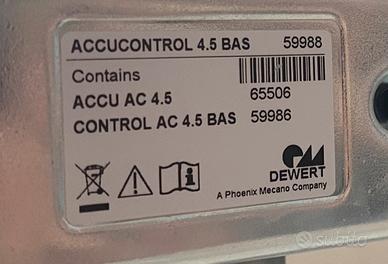 ACCUCONTROL 4.5 BAS 59988
Contains
ACCU AC 4.5 65506
CONTROL AC 4.5 BAS 59986
DEWERT
A Phoenix Mecano Company
subito